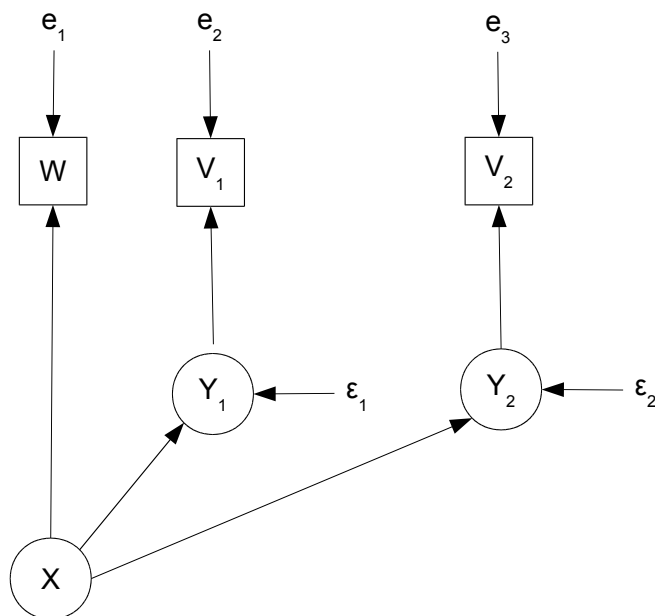 e₁ e₂ e₃
W V₁ V₂
Y₁ ε₁ Y₂ ε₂
X